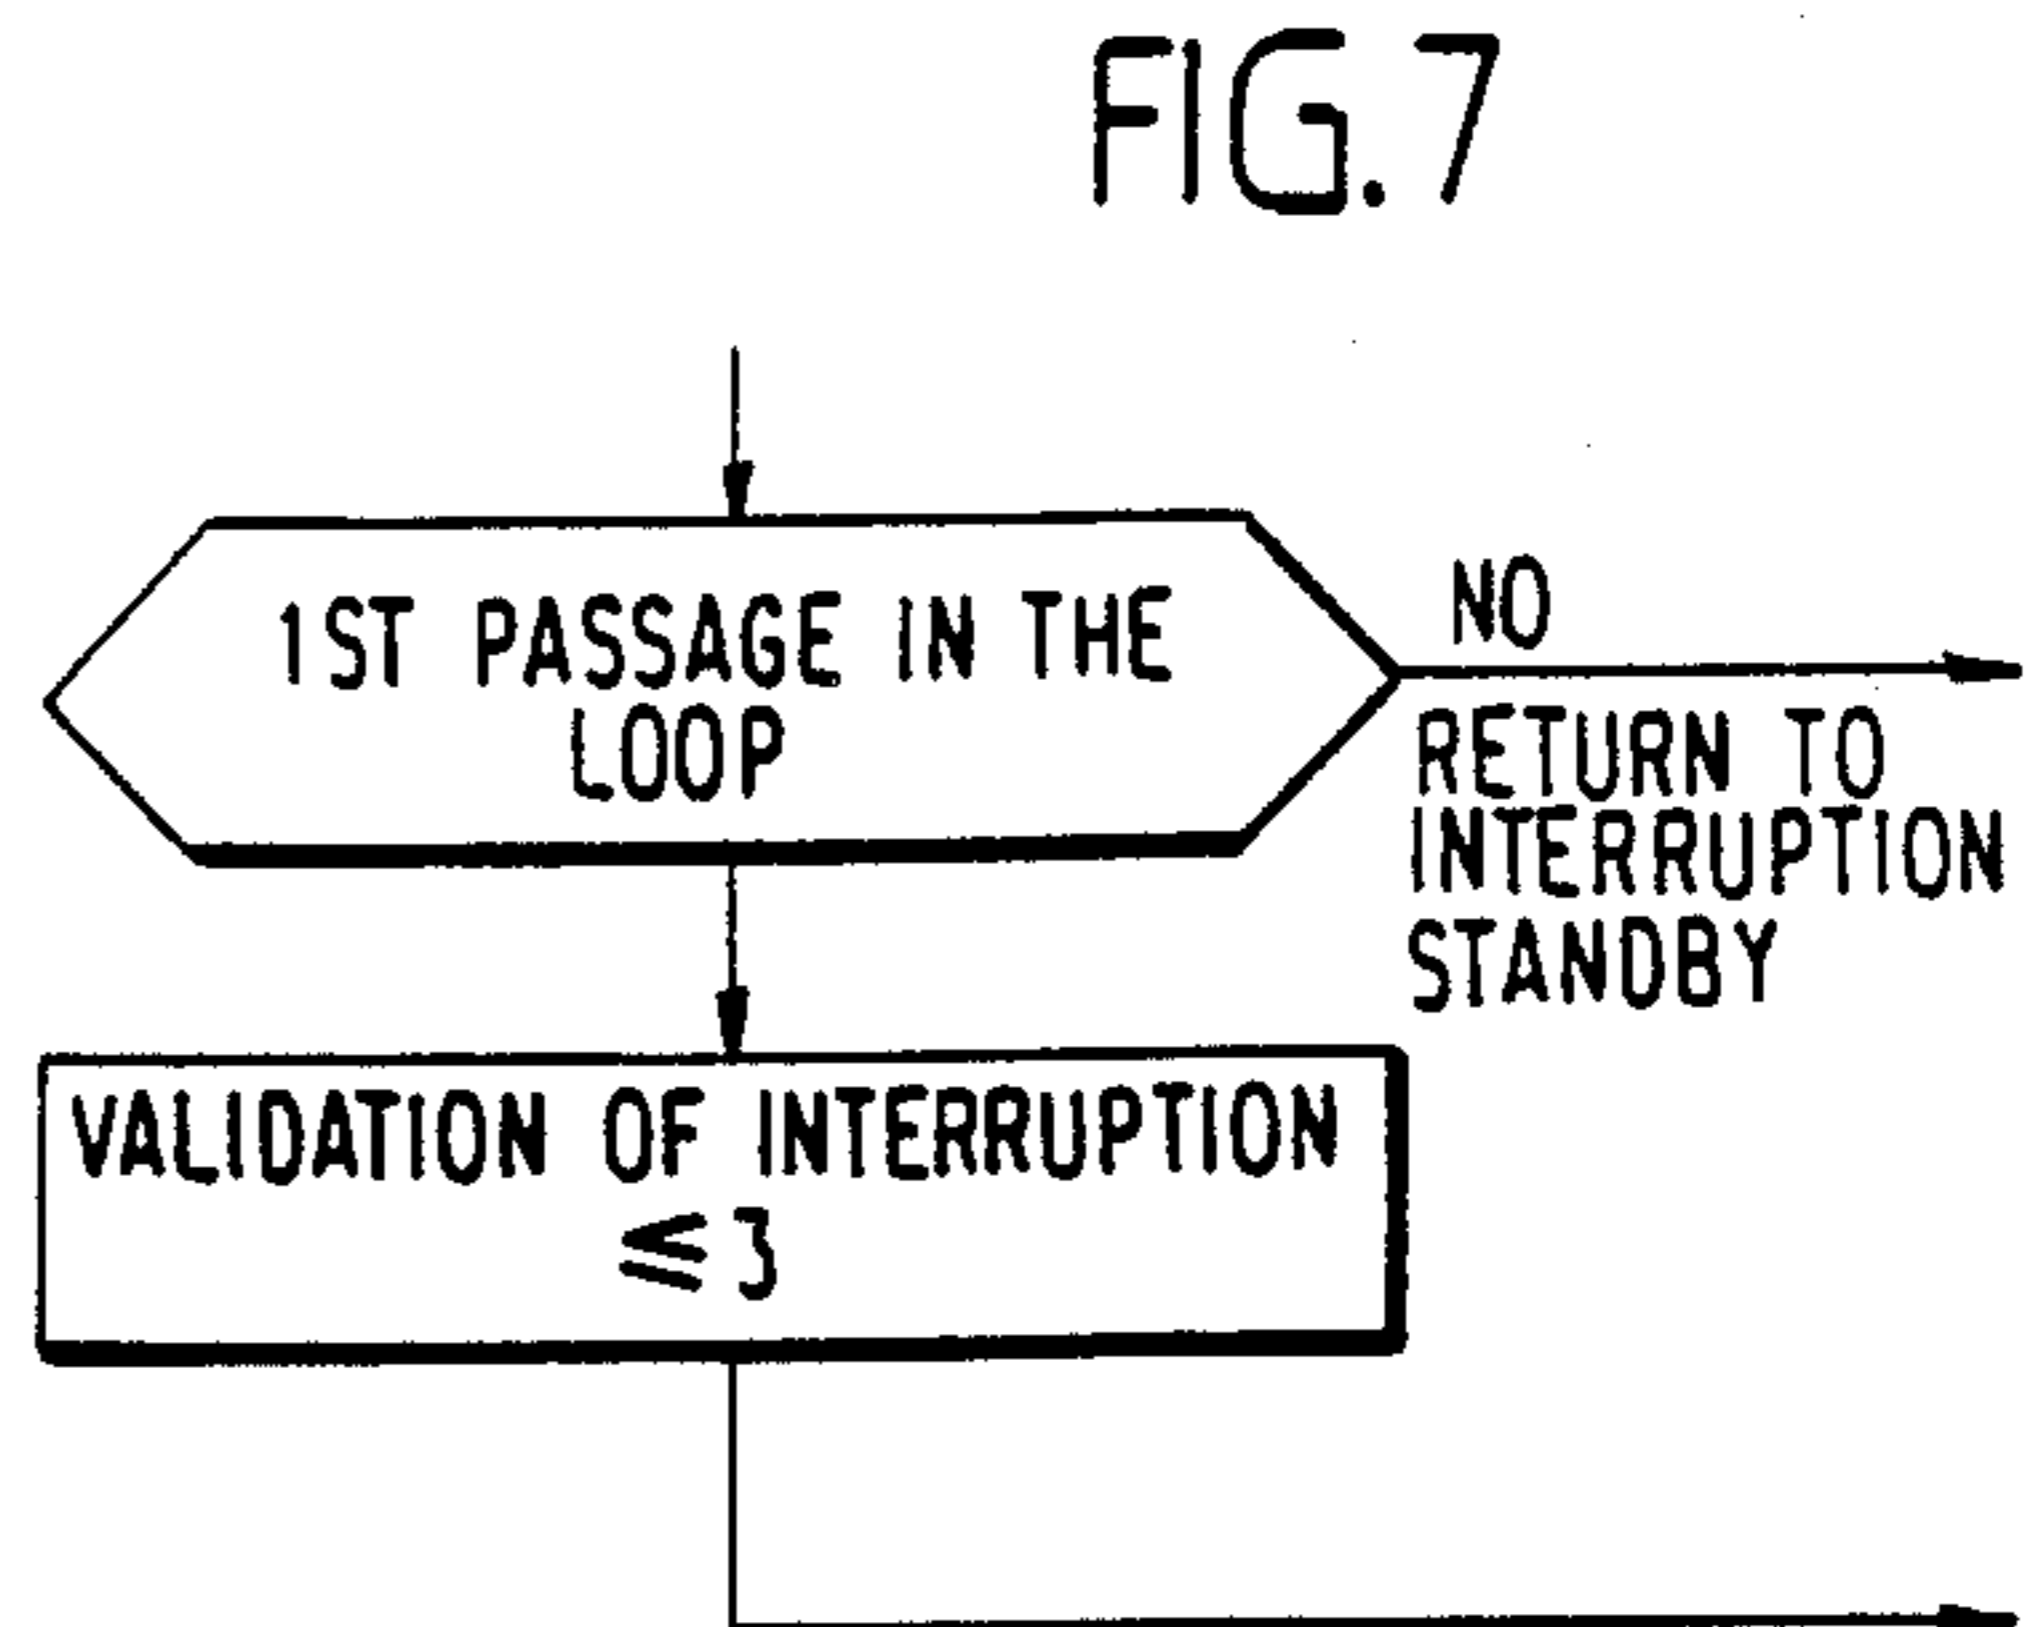 FIG.7
1ST PASSAGE IN THE
LOOP
NO
RETURN TO
INTERRUPTION
STANDBY
VALIDATION OF INTERRUPTION
≤3